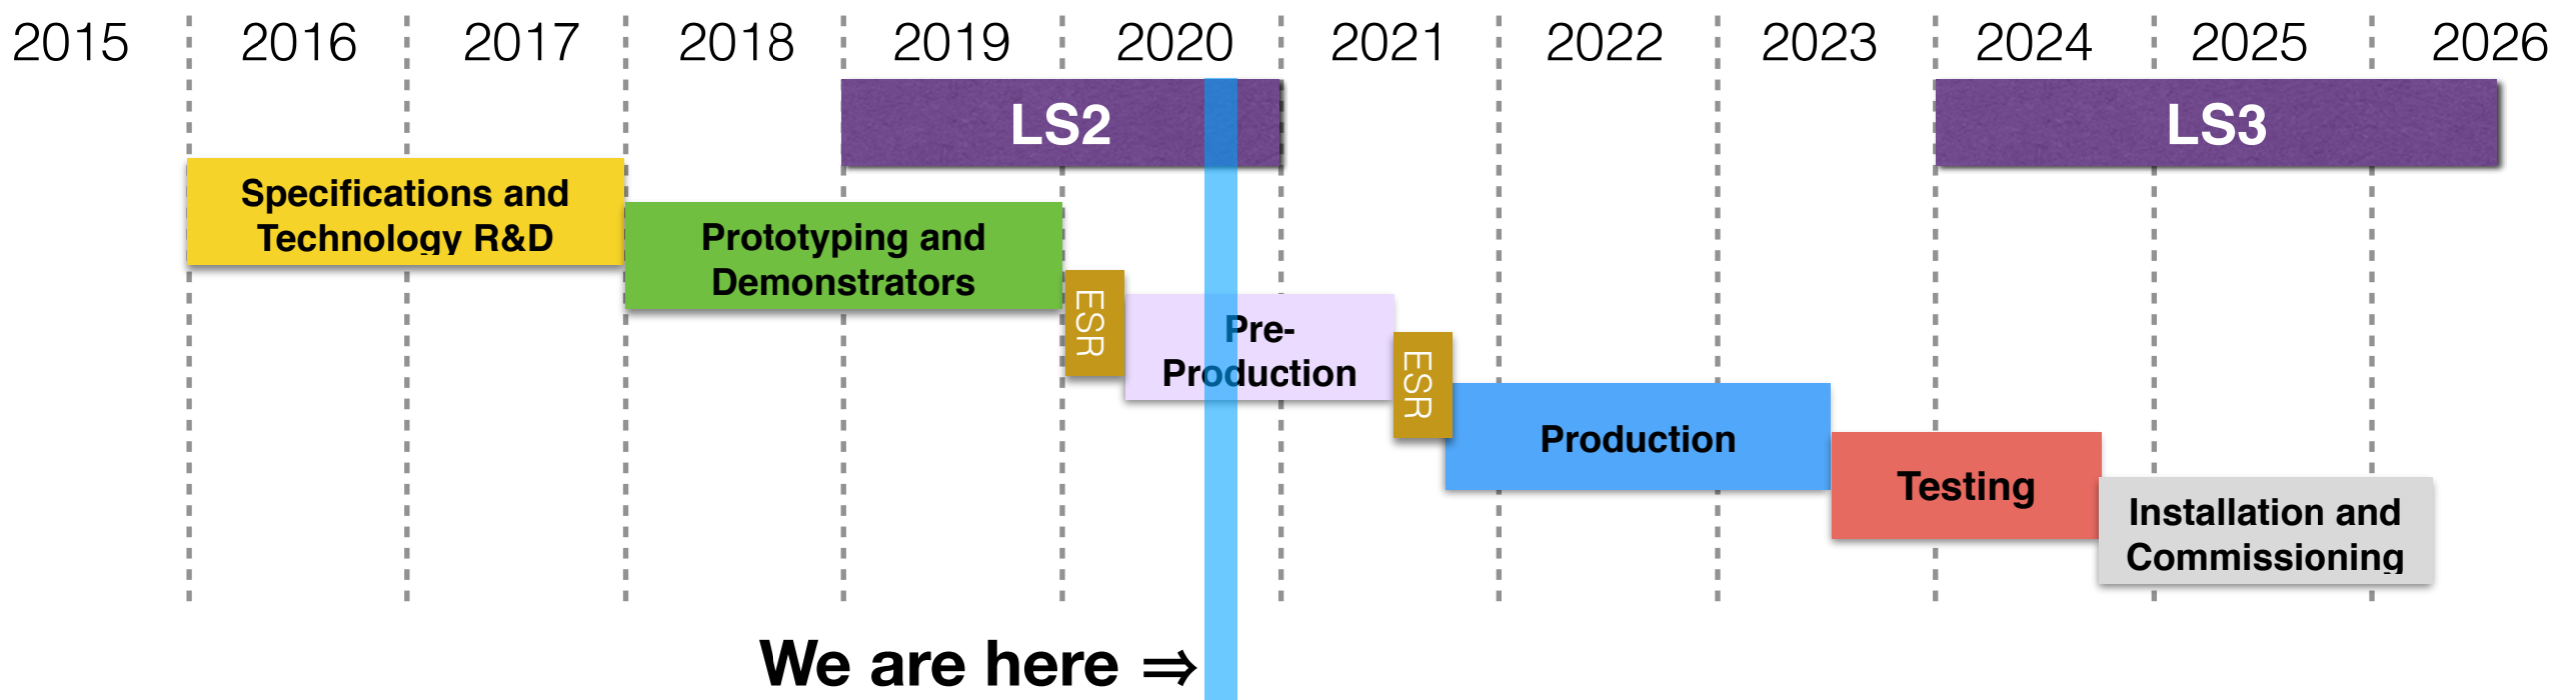 2015 2016 2017 2018 2019 2020 2021 2022 2023 2024 2025 2026
LS2
LS3
Specifications and
Technology R&D
Prototyping and
Demonstrators
ESR
Pre-
Production
ESR
Production
Testing
Installation and
Commissioning
We are here ⇒